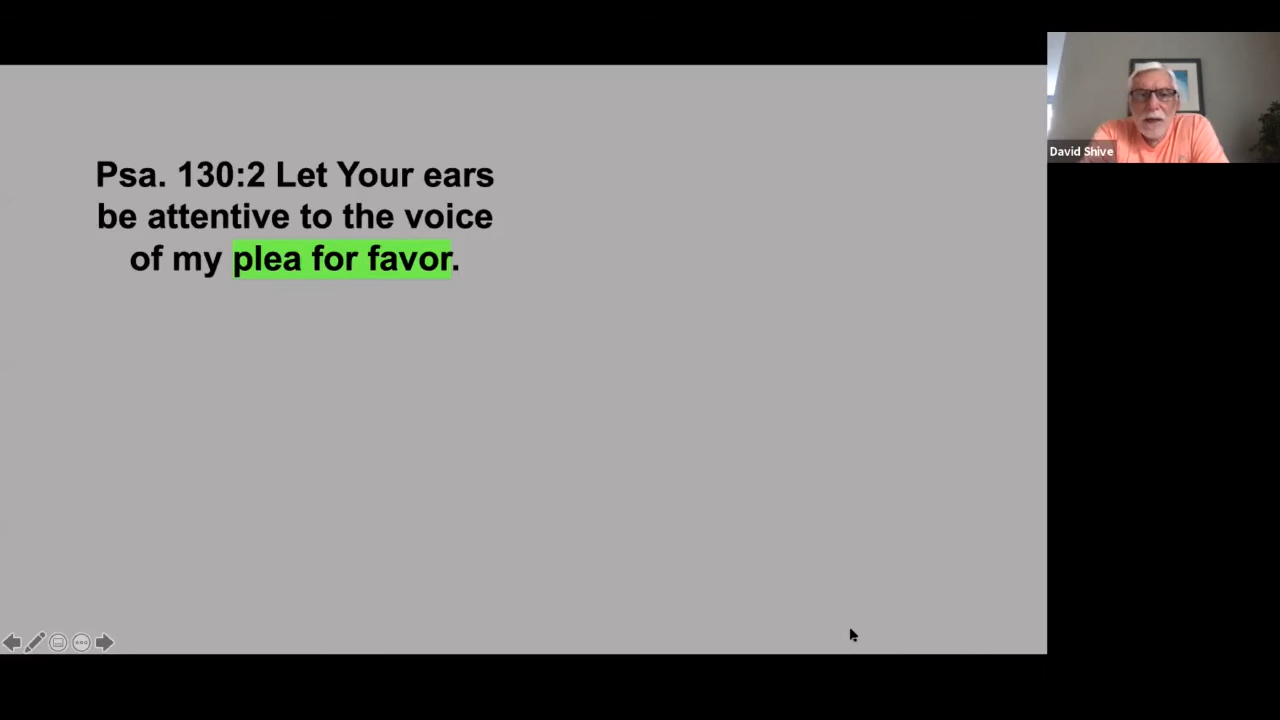 Psa. 130:2 Let Your ears
be attentive to the voice
of my plea for favor.
David Shive